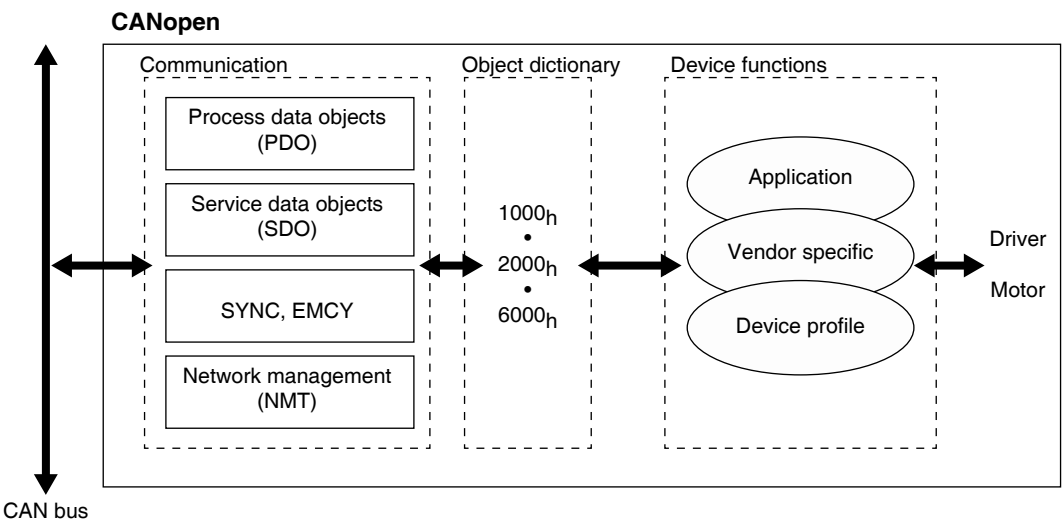 CANopen
Communication
Process data objects
(PDO)
Service data objects
(SDO)
SYNC, EMCY
Network management
(NMT)
Object dictionary
1000h
•
2000h
•
6000h
Device functions
Application
Vendor specific
Device profile
Driver
Motor
CAN bus